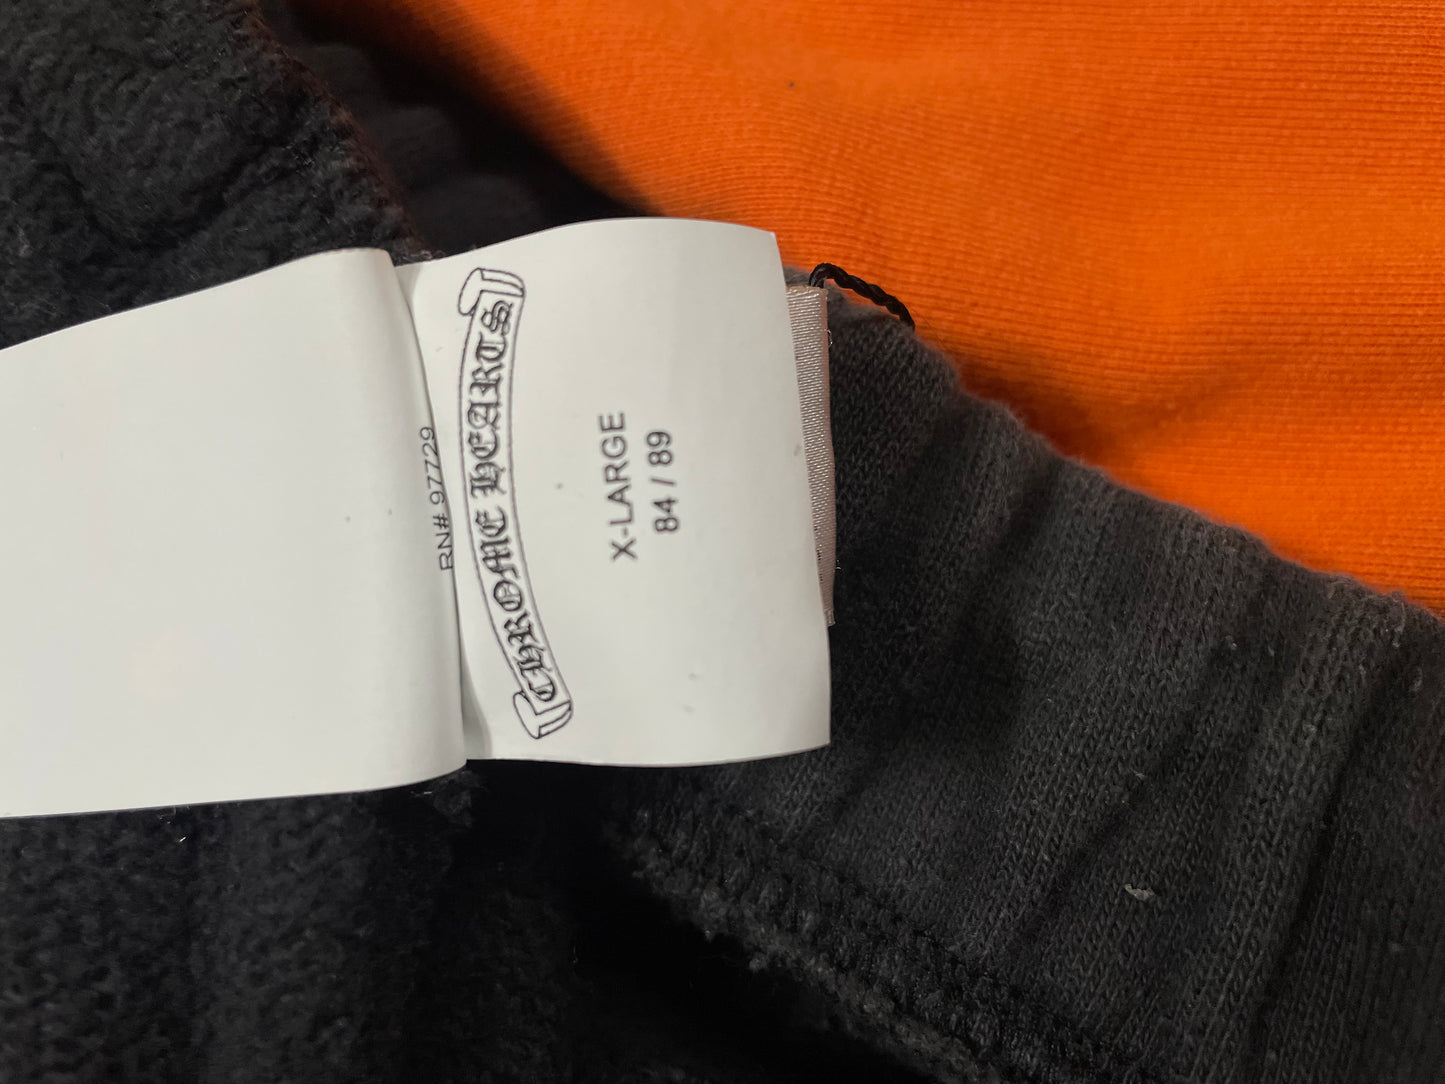 CHROME HEARTS
X-LARGE
84 / 89
RN# 97729